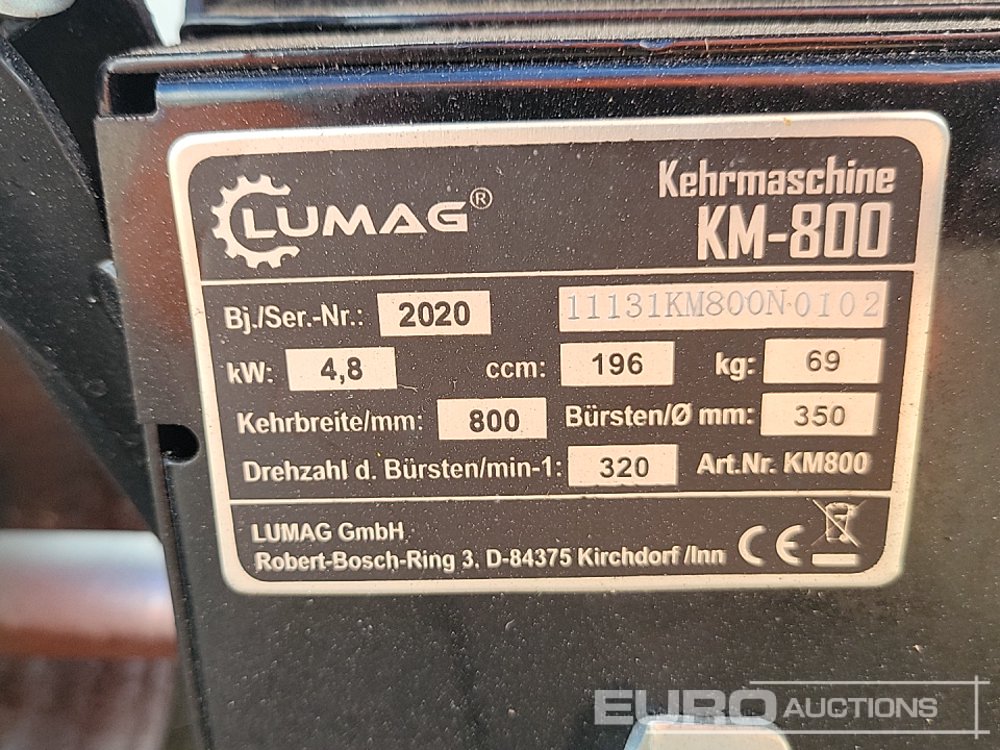 LUMAG®
Kehrmaschine
KM-800
Bj./Ser.-Nr.: 2020 11131KM800N0102
kW: 4,8 ccm: 196 kg: 69
Kehrbreite/mm: 800 Bürsten/Ø mm: 350
Drehzahl d. Bürsten/min-1: 320 Art.Nr. KM800
LUMAG GmbH
Robert-Bosch-Ring 3, D-84375 Kirchdorf /Inn CE
EURO AUCTIONS